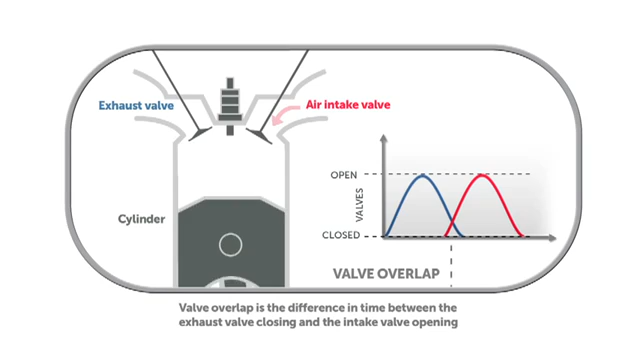 Exhaust valve
Air intake valve
OPEN
VALVES
Cylinder
CLOSED
VALVE OVERLAP
Valve overlap is the difference in time between the
exhaust valve closing and the intake valve opening